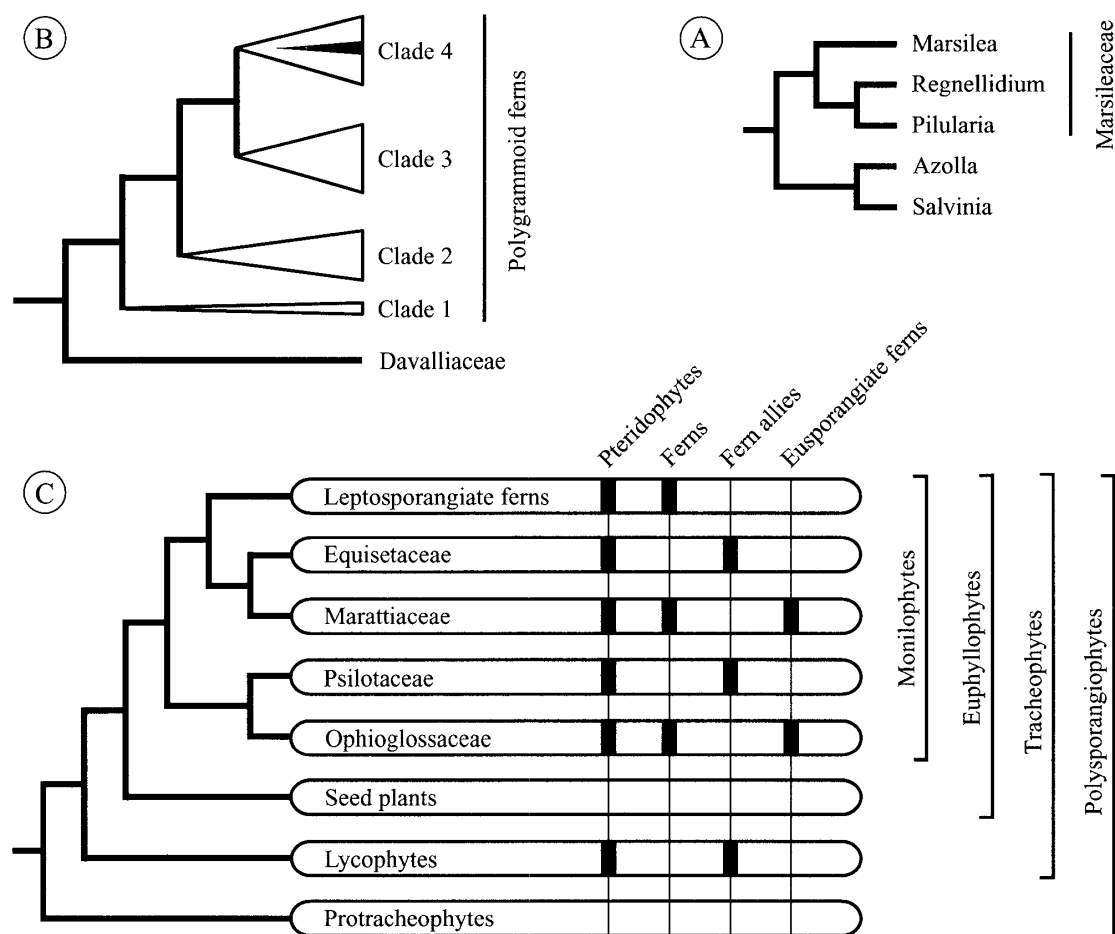 B
Clade 4
Clade 3
Clade 2
Clade 1
Davalliaceae
Polygrammoid ferns
A
Marsilea
Regnellidium
Pilularia
Azolla
Salvinia
Marsileaceae
C
Pteridophytes
Ferns
Fern allies
Eusporangiate ferns
Leptosporangiate ferns
Equisetaceae
Marattiaceae
Psilotaceae
Ophioglossaceae
Seed plants
Lycophytes
Protracheophytes
Monilophytes
Euphyllophytes
Tracheophytes
Polysporangiophytes